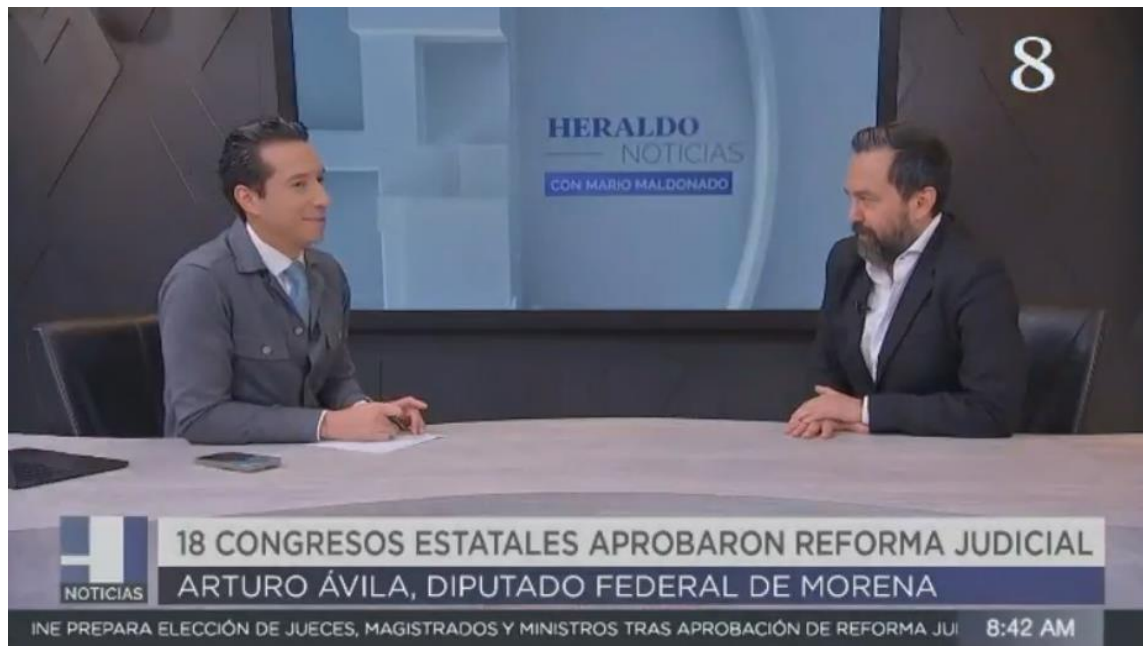 8
HERALDO
NOTICIAS
CON MARIO MALDONADO
18 CONGRESOS ESTATALES APROBARON REFORMA JUDICIAL
NOTICIAS
ARTURO ÁVILA, DIPUTADO FEDERAL DE MORENA
INE PREPARA ELECCIÓN DE JUECES, MAGISTRADOS Y MINISTROS TRAS APROBACIÓN DE REFORMA JU
8:42 AM